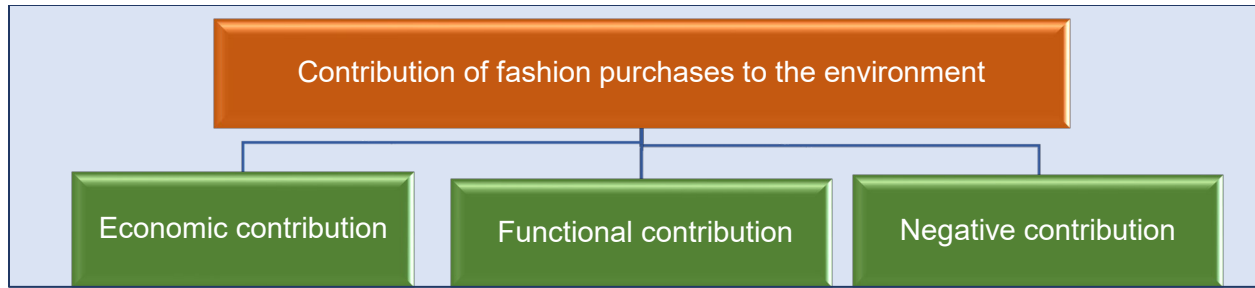 Contribution of fashion purchases to the environment
Economic contribution
Functional contribution
Negative contribution